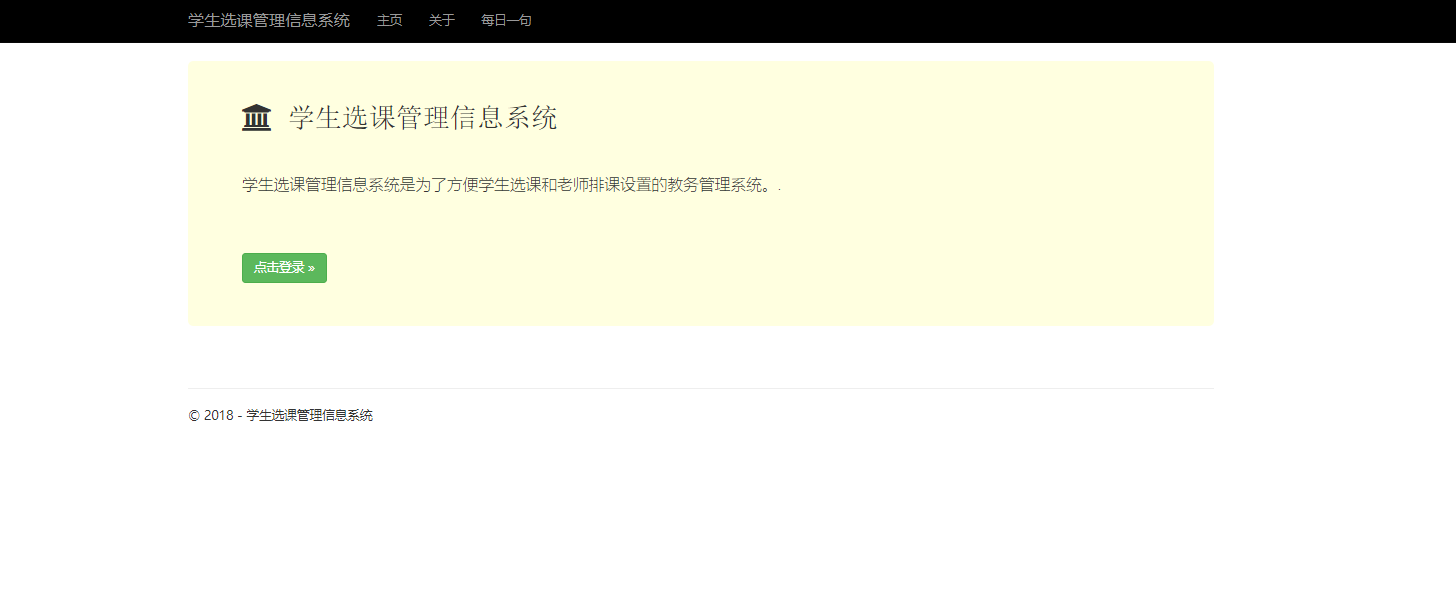 学生选课管理信息系统 主页 关于 每日一句
学生选课管理信息系统
学生选课管理信息系统是为了方便学生选课和老师排课设置的教务管理系统。.
点击登录 »
© 2018 - 学生选课管理信息系统